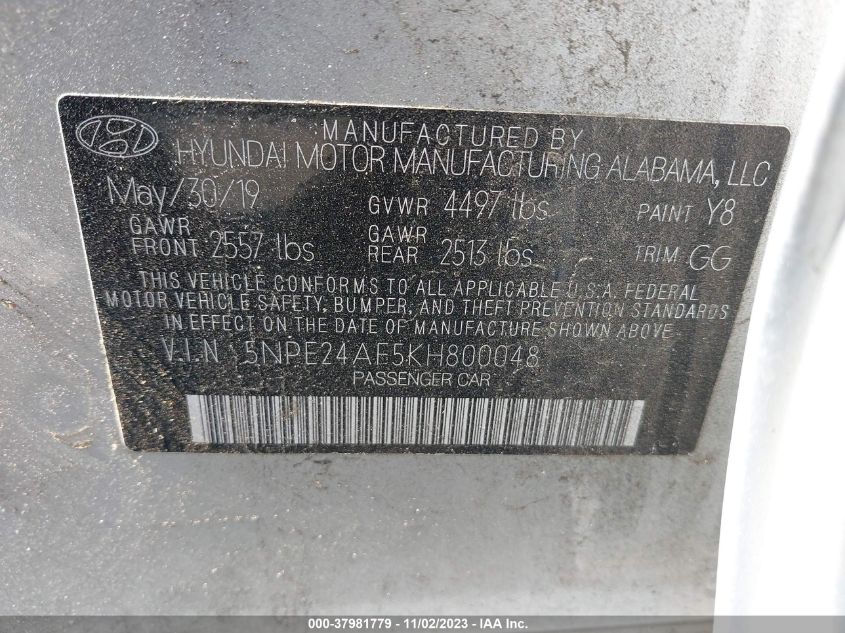 MANUFACTURED BY
HYUNDAI MOTOR MANUFACTURING ALABAMA, LLC
May/30/19 GVWR 4497 lbs PAINT Y8
GAWR FRONT 2557 lbs GAWR REAR 2513 lbs TRIM GG
THIS VEHICLE CONFORMS TO ALL APPLICABLE U.S.A. FEDERAL
MOTOR VEHICLE SAFETY, BUMPER, AND THEFT PREVENTION STANDARDS
IN EFFECT ON THE DATE OF MANUFACTURE SHOWN ABOVE
V.I.N 5NPE24AF5KH800048
PASSENGER CAR
000-37981779 - 11/02/2023 - IAA Inc.